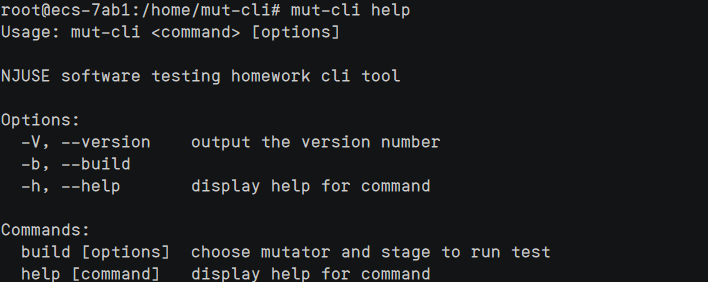 root@ecs-7ab1:/home/mut-cli# mut-cli help
Usage: mut-cli <command> [options]
NJUSE software testing homework cli tool
Options:
-V, --version output the version number
-b, --build
-h, --help display help for command
Commands:
build [options] choose mutator and stage to run test
help [command] display help for command